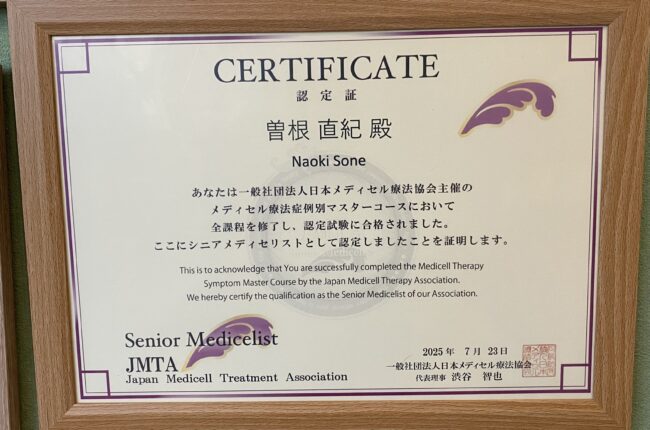 CERTIFICATE
認定証
曽根 直紀 殿
Naoki Sone
あなたは一般社団法人日本メディセル療法協会主催の
メディセル療法症例別マスターコースにおいて
全課程を修了し、認定試験に合格されました。
ここにシニアメディセリストとして認定しましたことを証明します。
This is to acknowledge that You are successfully completed the Medicell Therapy
Symptom Master Course by the Japan Medicell Therapy Association.
We hereby certify the qualification as the Senior Medicelist of our Association.
Senior Medicelist
JMTA
Japan Medicell Treatment Association
2025年 7月 23日
一般社団法人日本メディセル療法協会
代表理事 渋谷 智也